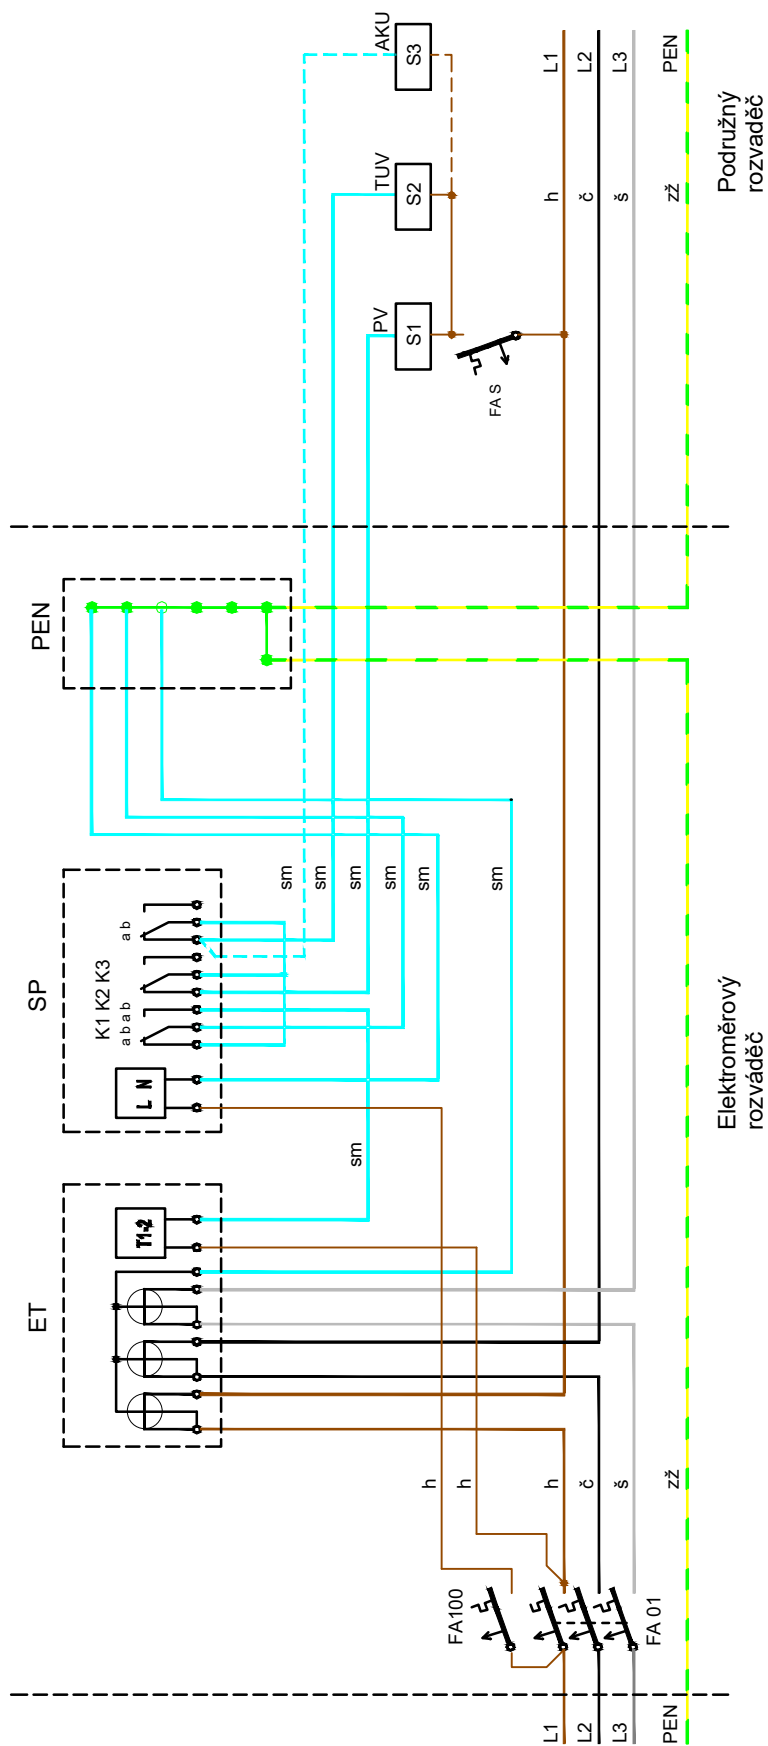 ET
SP
PEN
K1 K2 K3
a b a b
a b
T1-2
L N
sm
sm
sm
sm
sm
sm
sm
PV
TUV
AKU
S1
S2
S3
h
h
FA100
FA S
L1
h
h
L1
L2
č
č
L2
L3
š
š
L3
FA 01
PEN
zž
zž
PEN
Elektroměrový
rozváděč
Podružný
rozvaděč